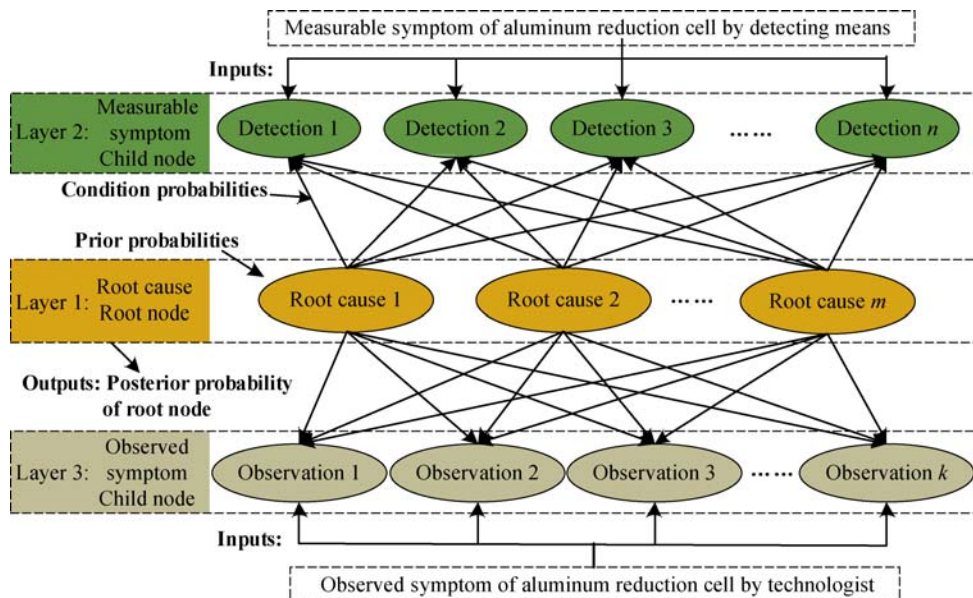 Measurable symptom of aluminum reduction cell by detecting means
Inputs:
Layer 2: Measurable
symptom
Child node
Detection 1
Detection 2
Detection 3
... ...
Detection n
Condition probabilities
Prior probabilities
Layer 1: Root cause
Root node
Root cause 1
Root cause 2
... ...
Root cause m
Outputs: Posterior probability
of root node
Layer 3: Observed
symptom
Child node
Observation 1
Observation 2
Observation 3
... ...
Observation k
Inputs:
Observed symptom of aluminum reduction cell by technologist